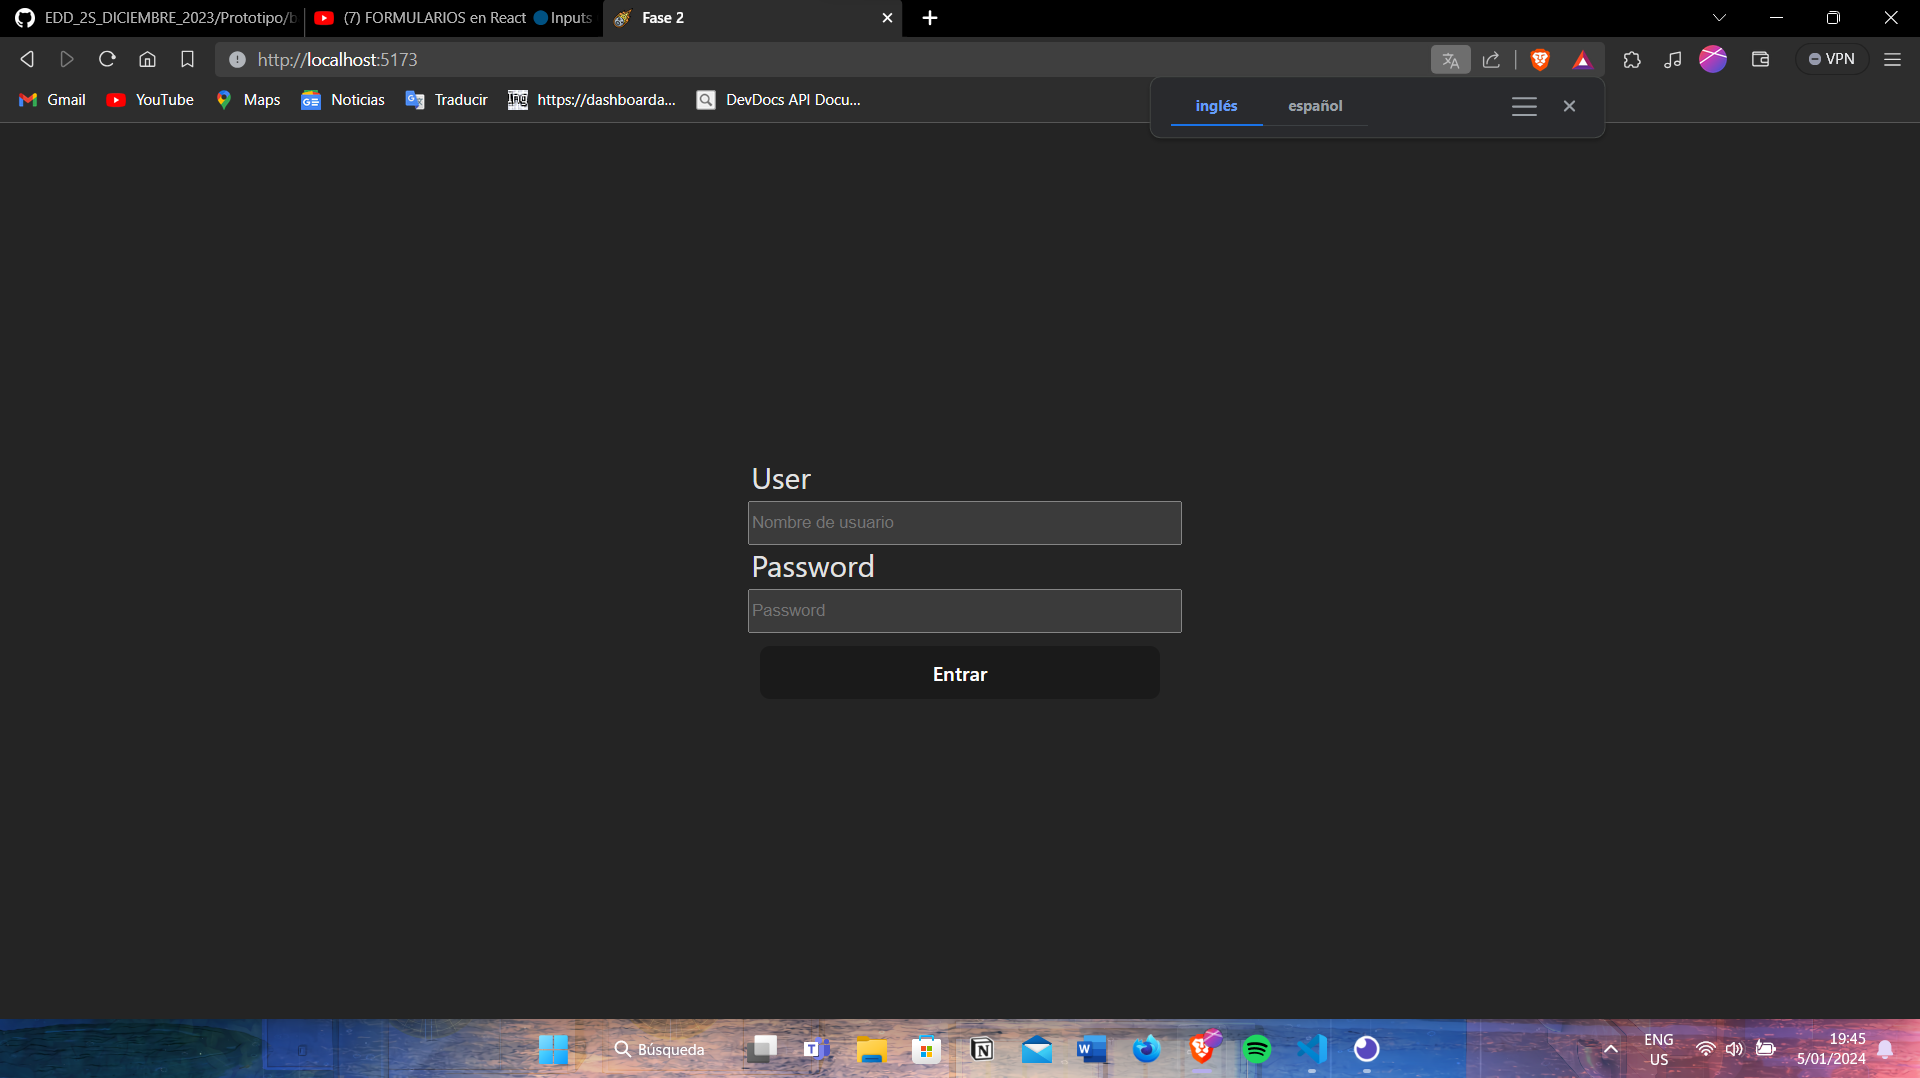 EDD_2S_DICIEMBRE_2023/Prototipo/b
(7) FORMULARIOS en React 🔵Inputs
Fase 2
http://localhost:5173
VPN
Gmail
YouTube
Maps
Noticias
Traducir
https://dashboarda...
DevDocs API Docu...
inglés
español
User
Nombre de usuario
Password
Password
Entrar
Búsqueda
ENG
US
19:45
5/01/2024